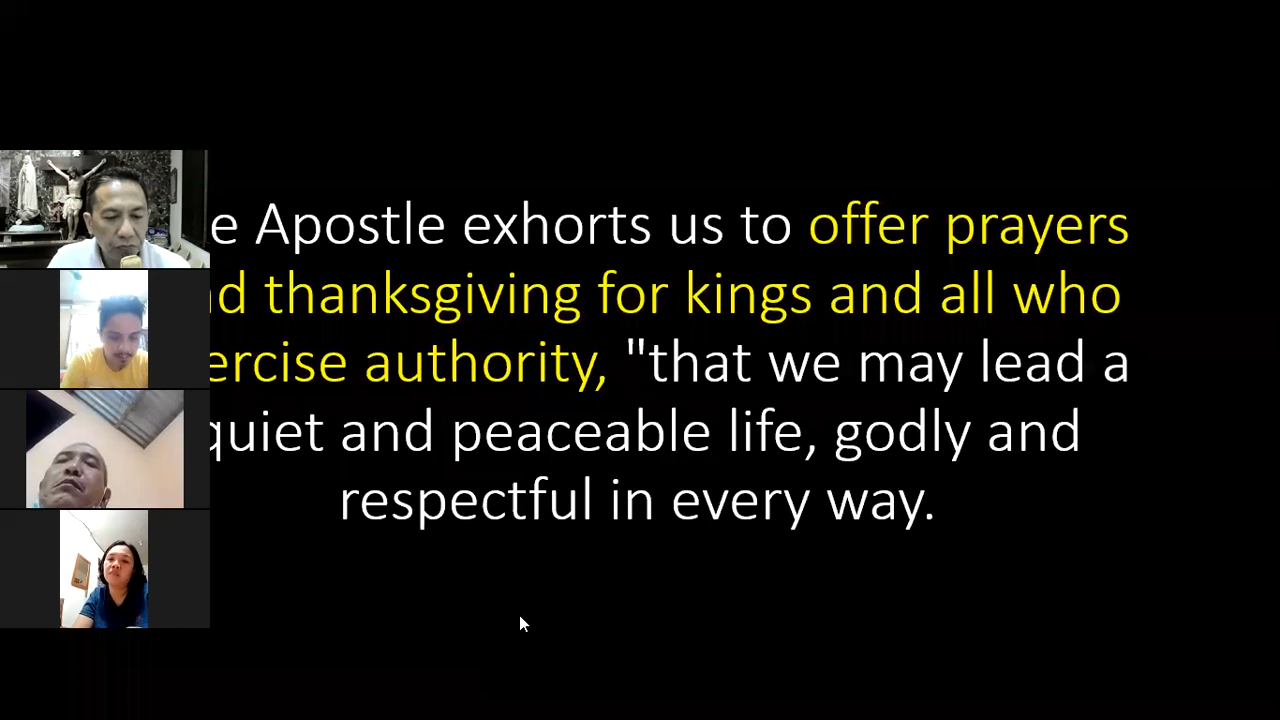 e Apostle exhorts us to offer prayers
d thanksgiving for kings and all who
ercise authority, "that we may lead a
quiet and peaceable life, godly and
respectful in every way.